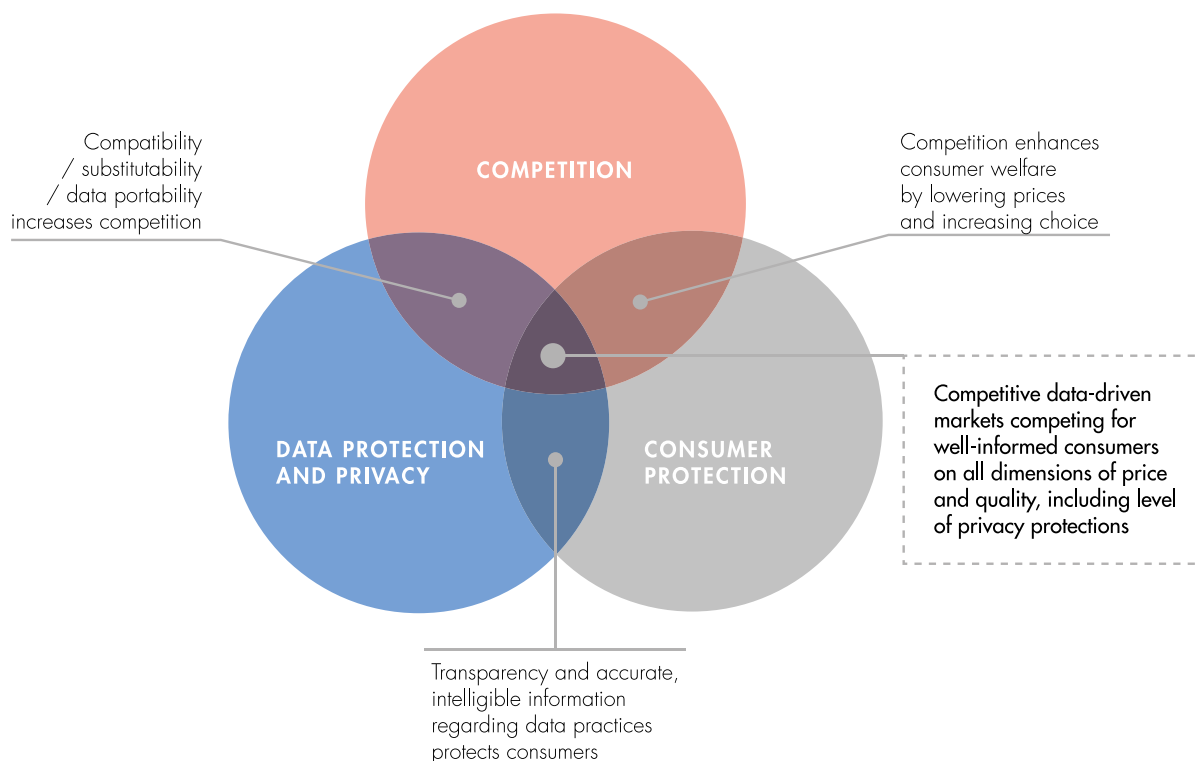 Compatibility
/ substitutability
/ data portability
increases competition
COMPETITION
Competition enhances
consumer welfare
by lowering prices
and increasing choice
DATA PROTECTION
AND PRIVACY
CONSUMER
PROTECTION
Competitive data-driven
markets competing for
well-informed consumers
on all dimensions of price
and quality, including level
of privacy protections
Transparency and accurate,
intelligible information
regarding data practices
protects consumers